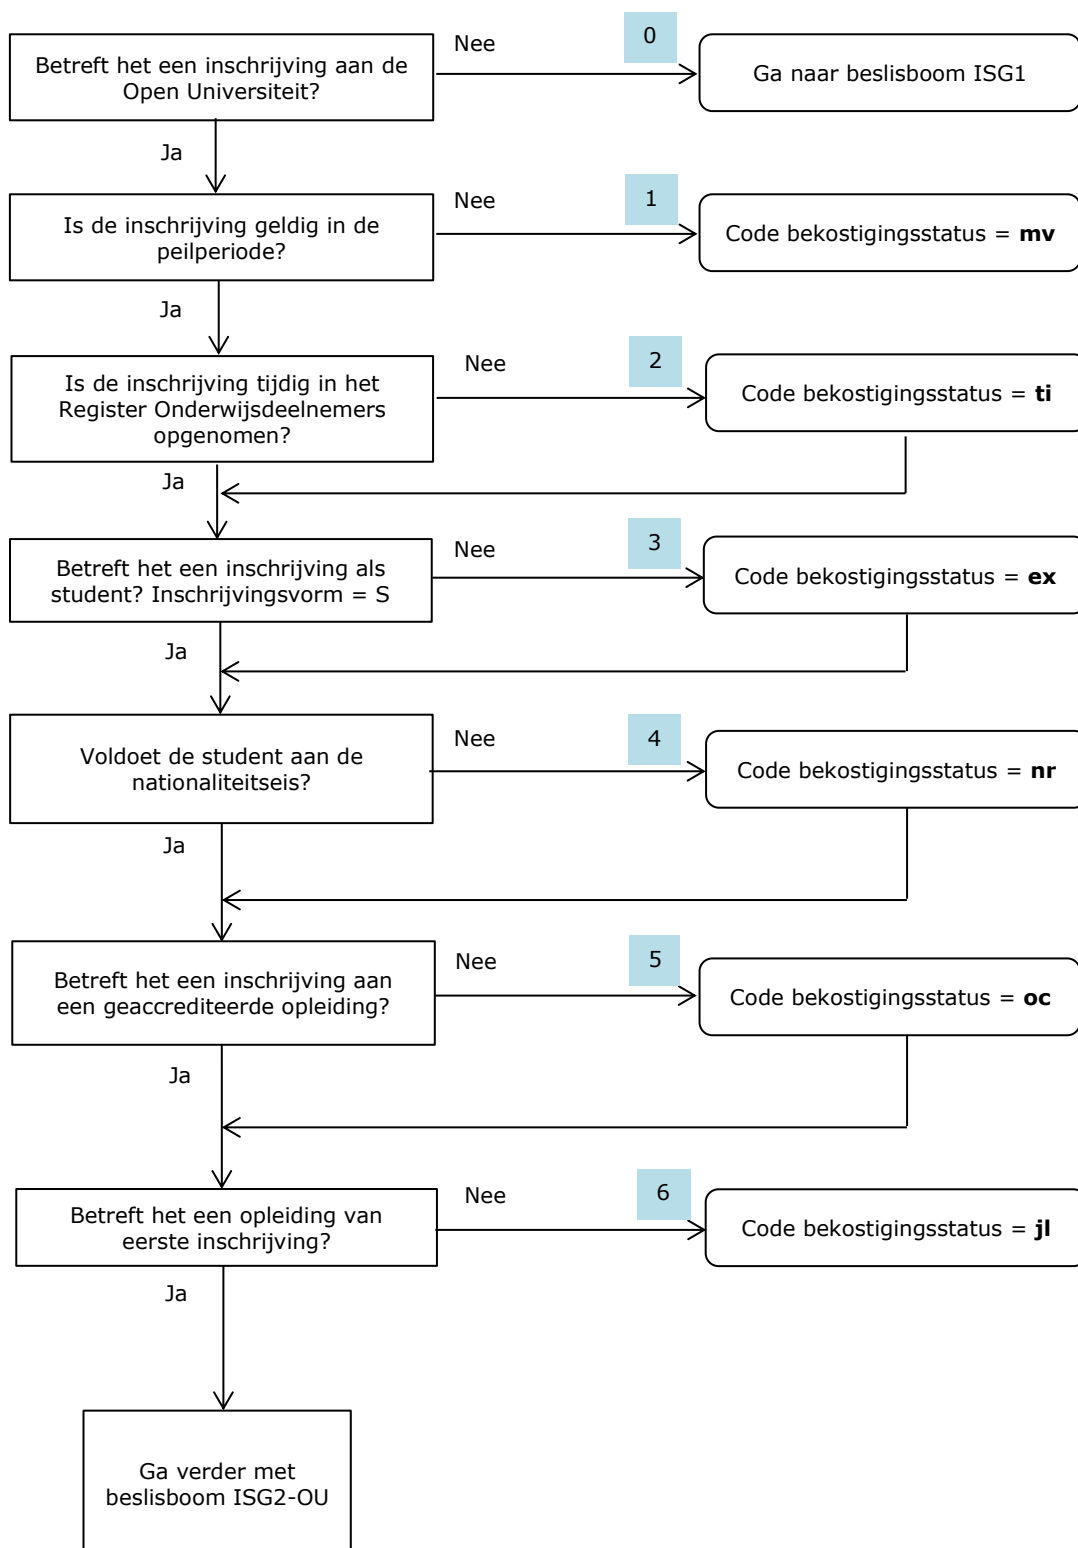 Nee
0
Betreft het een inschrijving aan de
Open Universiteit?
Ga naar beslisboom ISG1
Ja
Nee
1
Is de inschrijving geldig in de
peilperiode?
Code bekostigingsstatus = mv
Ja
Nee
2
Is de inschrijving tijdig in het
Register Onderwijsdeelnemers
opgenomen?
Code bekostigingsstatus = ti
Ja
Nee
3
Betreft het een inschrijving als
student? Inschrijvingsvorm = S
Code bekostigingsstatus = ex
Ja
Nee
4
Voldoet de student aan de
nationaliteitseis?
Code bekostigingsstatus = nr
Ja
Nee
5
Betreft het een inschrijving aan
een geaccrediteerde opleiding?
Code bekostigingsstatus = oc
Ja
Nee
6
Betreft het een opleiding van
eerste inschrijving?
Code bekostigingsstatus = jl
Ja
Ga verder met
beslisboom ISG2-OU